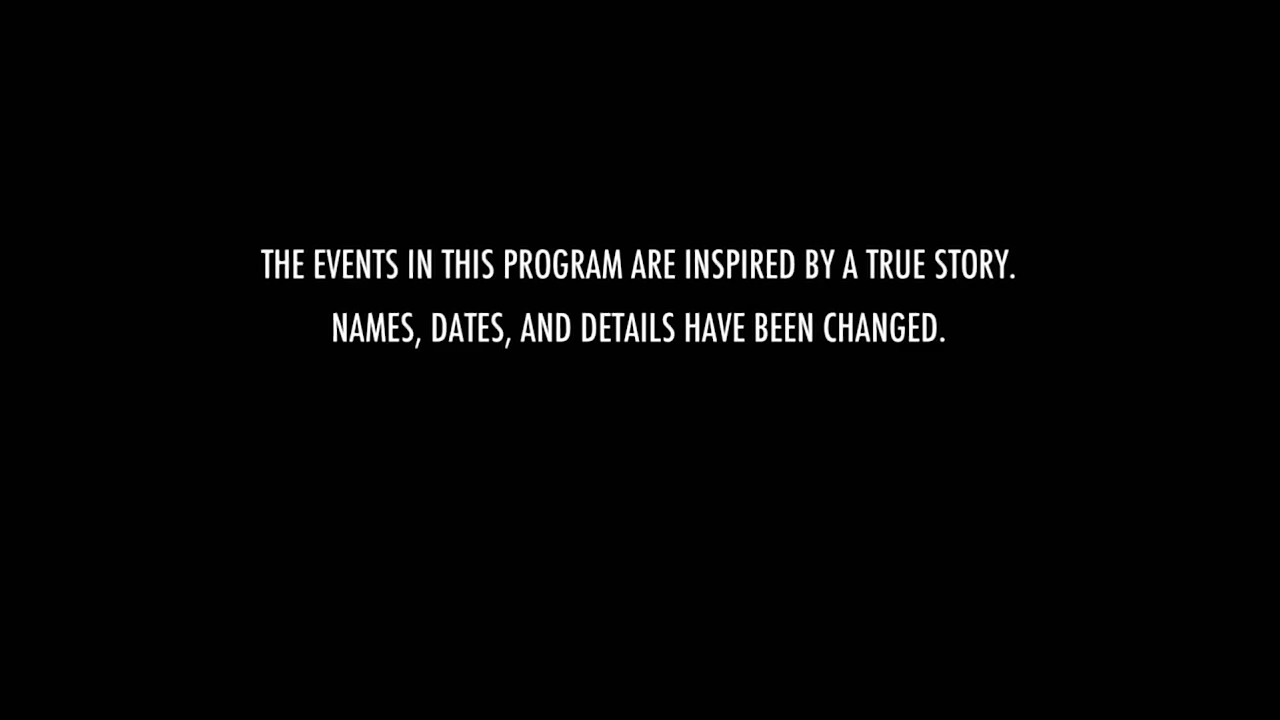 THE EVENTS IN THIS PROGRAM ARE INSPIRED BY A TRUE STORY.
NAMES, DATES, AND DETAILS HAVE BEEN CHANGED.